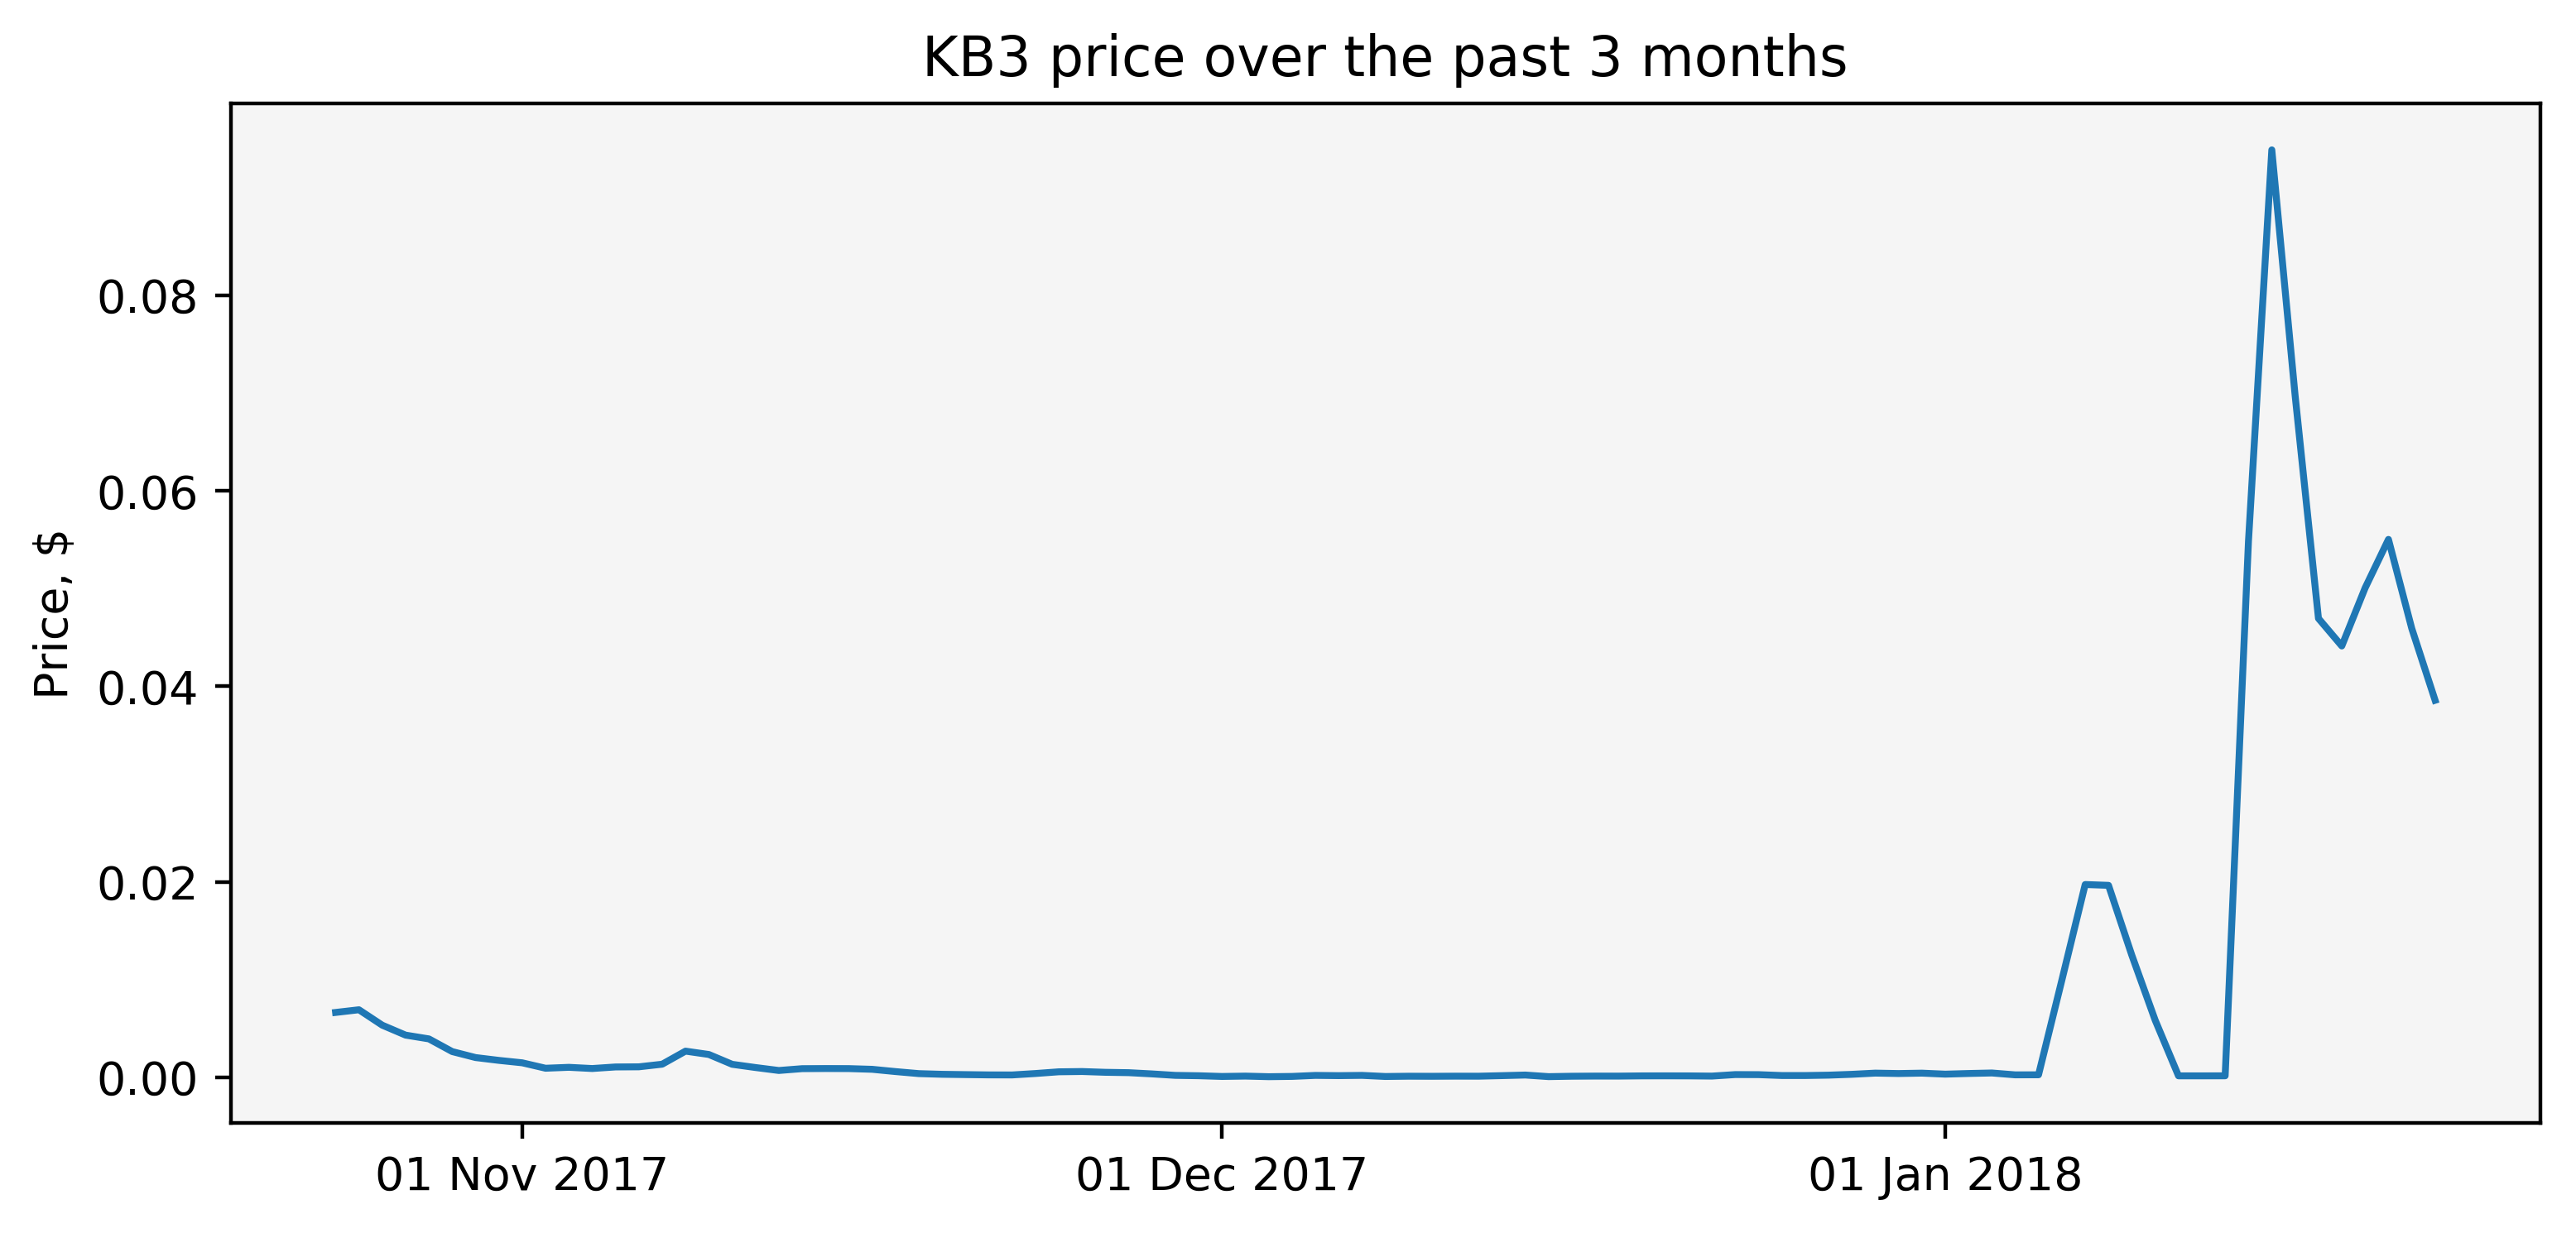 KB3 price over the past 3 months
Price, $
0.08
0.06
0.04
0.02
0.00
01 Nov 2017
01 Dec 2017
01 Jan 2018